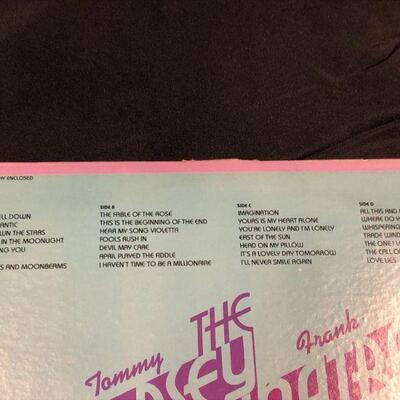 HY ENCLOSED
ELL DOWN
ANTIC
WN THE STARS
IN THE MOONLIGHT
NG YOU
S AND MOONBEAMS
SIDE B
THE FABLE OF THE ROSE
THIS IS THE BEGINNING OF THE END
HEAR MY SONG VIOLETTA
FOOLS RUSH IN
DEVIL MAY CARE
APRIL PLAYED THE FIDDLE
I HAVEN'T TIME TO BE A MILLIONAIRE
SIDE C
IMAGINATION
YOURS IS MY HEART ALONE
YOU'RE LONELY AND I'M LONELY
EAST OF THE SUN
HEAD ON MY PILLOW
IT'S A LOVELY DAY TOMORROW
I'LL NEVER SMILE AGAIN
SIDE D
ALL THIS AND
WHERE DO Y
WHISPERING
TRADE WIND
THE ONE I L
THE CALL O
LOVE LIES
THE
Tommy
Frank